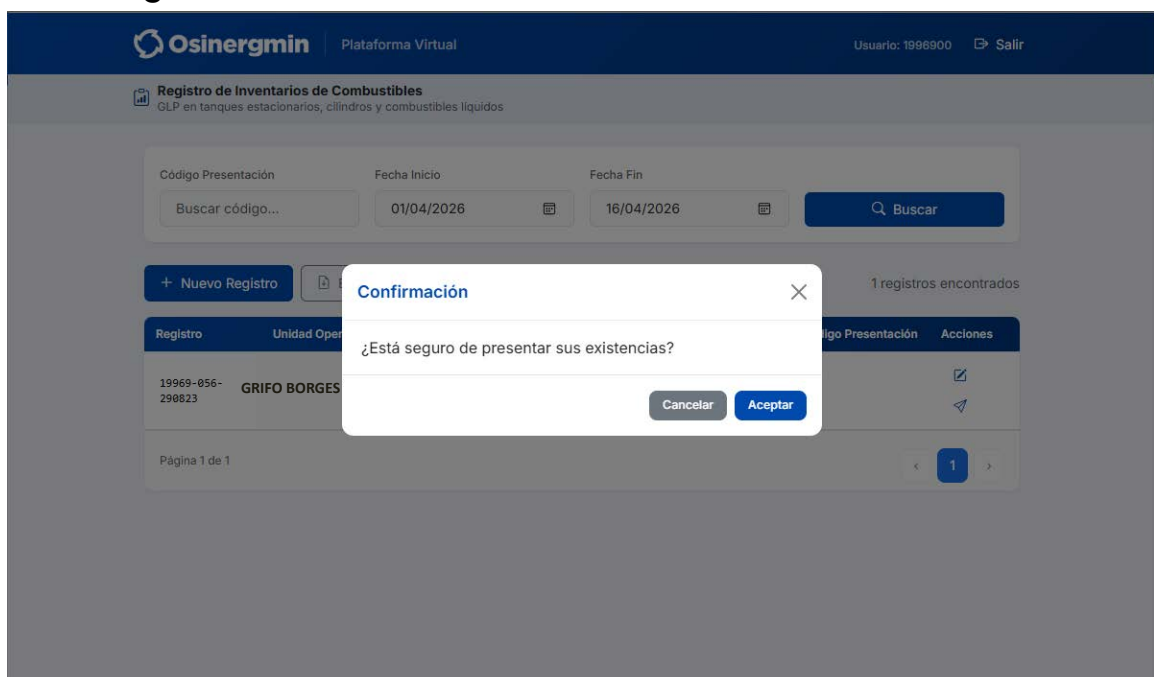 Osinergmin Plataforma Virtual Usuario: 1996900 Salir
Registro de Inventarios de Combustibles
GLP en tanques estacionarios, cilindros y combustibles líquidos
Código Presentación Fecha Inicio Fecha Fin
Buscar código... 01/04/2026 16/04/2026 Buscar
+ Nuevo Registro 1 registros encontrados
Confirmación
Registro Unidad Oper Presentación Acciones
¿Está seguro de presentar sus existencias?
19969-056-
290823
GRIFO BORGES
Cancelar Aceptar
Página 1 de 1 ‹ 1 ›